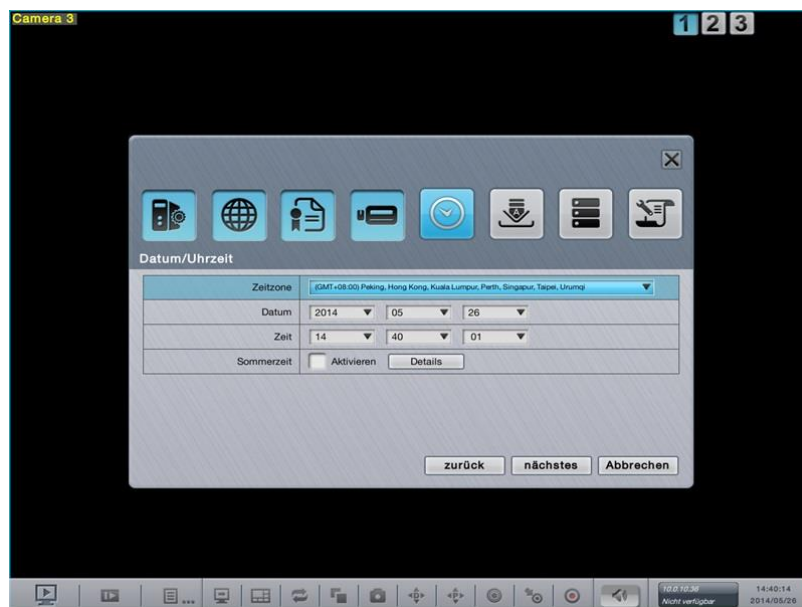 Camera 3
1 2 3
Datum/Uhrzeit
Zeitzone (GMT+08:00) Peking, Hong Kong, Kuala Lumpur, Perth, Singapur, Taipei, Urumqi
Datum 2014 05 26
Zeit 14 40 01
Sommerzeit Aktivieren Details
zurück nächstes Abbrechen
10.0.10.36 14:40:14
Nicht verfügbar 2014/05/26